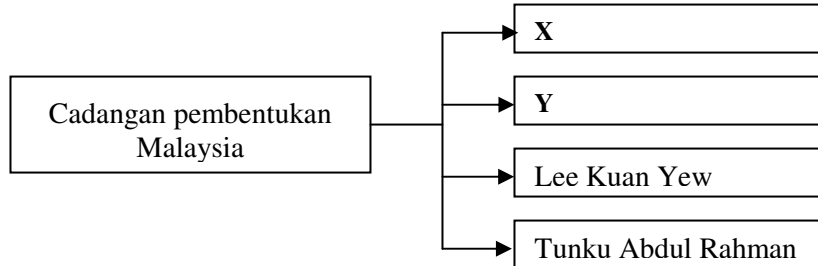 Cadangan pembentukan
Malaysia
X
Y
Lee Kuan Yew
Tunku Abdul Rahman